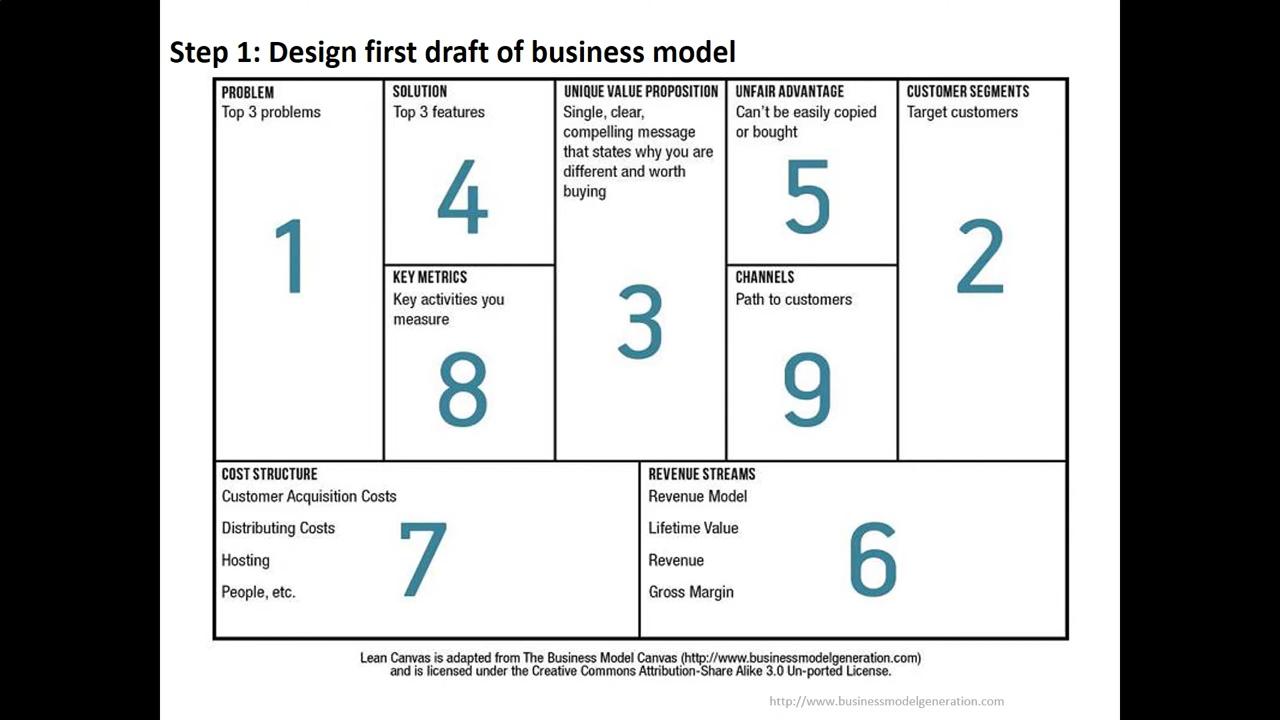 Step 1: Design first draft of business model
PROBLEM
Top 3 problems
1
SOLUTION
Top 3 features
4
KEY METRICS
Key activities you
measure
8
UNIQUE VALUE PROPOSITION
Single, clear,
compelling message
that states why you are
different and worth
buying
3
UNFAIR ADVANTAGE
Can't be easily copied
or bought
5
CHANNELS
Path to customers
9
CUSTOMER SEGMENTS
Target customers
2
COST STRUCTURE
Customer Acquisition Costs
Distributing Costs
Hosting
People, etc.
7
REVENUE STREAMS
Revenue Model
Lifetime Value
Revenue
Gross Margin
6
Lean Canvas is adapted from The Business Model Canvas (http://www.businessmodelgeneration.com)
and is licensed under the Creative Commons Attribution-Share Alike 3.0 Un-ported License.
http://www.businessmodelgeneration.com